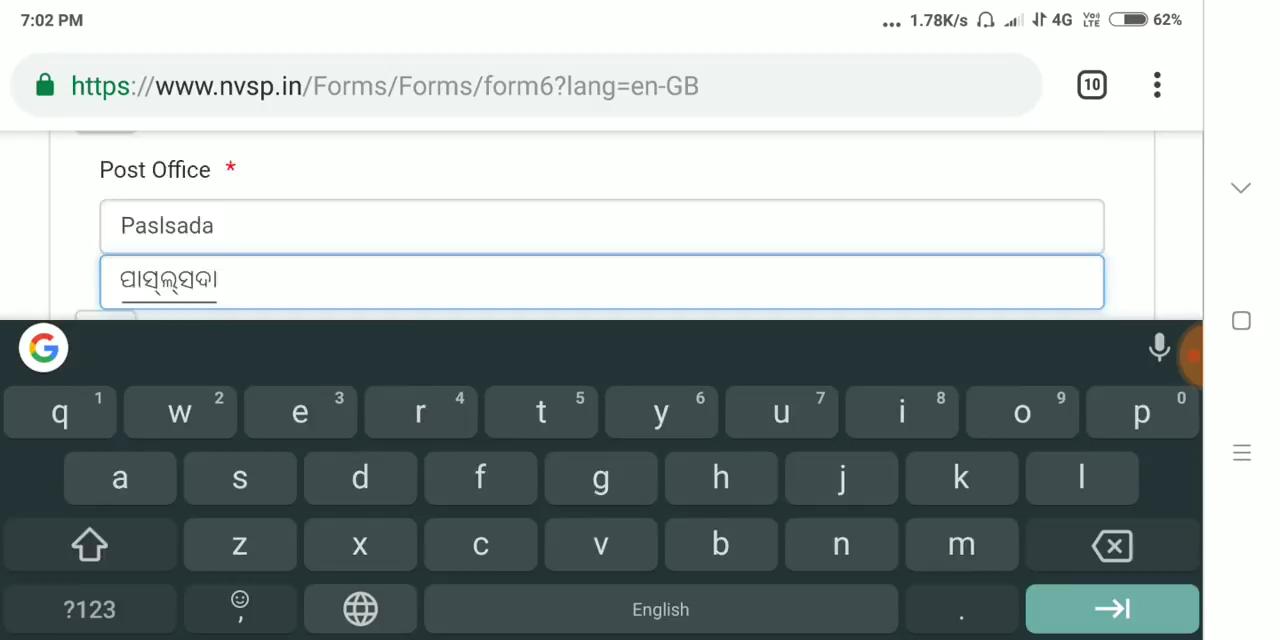 7:02 PM
... 1.78K/s 4G VoLTE 62%
https://www.nvsp.in/Forms/Forms/form6?lang=en-GB
10
Post Office *
Paslsada
ପାସ୍ଲ୍ସଦା
G
q 1 w 2 e 3 r 4 t 5 y 6 u 7 i 8 o 9 p 0
a s d f g h j k l
z x c v b n m
?123 , English .